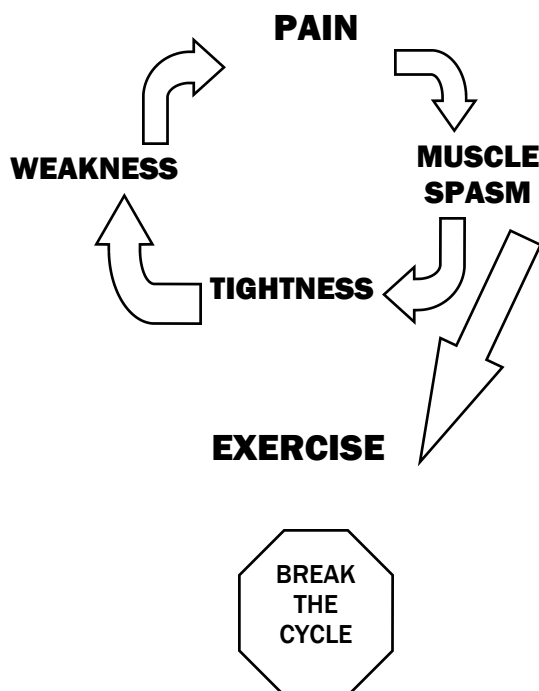 PAIN
MUSCLE
SPASM
WEAKNESS
TIGHTNESS
EXERCISE
BREAK
THE
CYCLE